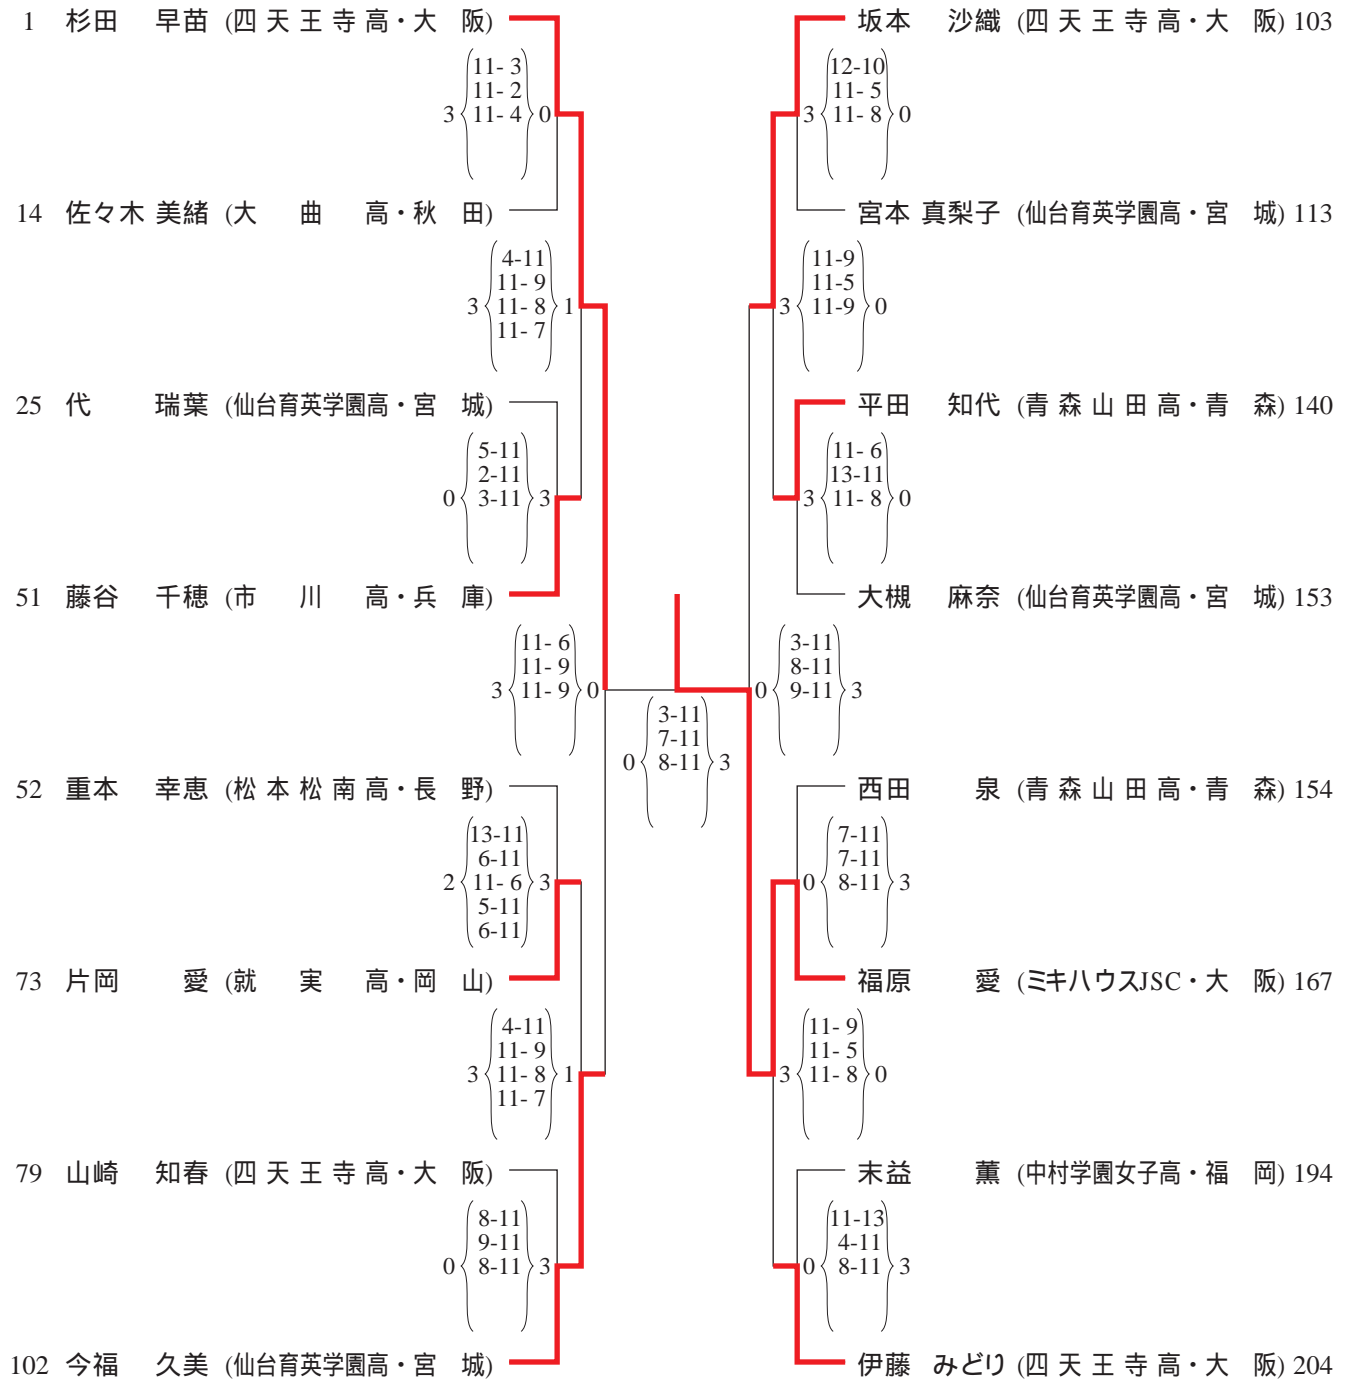 1 杉田 早苗 (四天王寺高・大 阪)
11- 3
11- 2
3 11- 4 0
14 佐々木 美緒 (大 曲 高・秋 田)
4-11
11- 9
3 11- 8 1
11- 7
25 代 瑞葉 (仙台育英学園高・宮 城)
5-11
2-11
0 3-11 3
51 藤谷 千穂 (市 川 高・兵 庫)
11- 6
11- 9
3 11- 9 0
52 重本 幸恵 (松本松南高・長 野)
13-11
6-11
2 11- 6 3
5-11
6-11
73 片岡 愛 (就 実 高・岡 山)
4-11
11- 9
3 11- 8 1
11- 7
79 山崎 知春 (四天王寺高・大 阪)
8-11
9-11
0 8-11 3
102 今福 久美 (仙台育英学園高・宮 城)
3-11
7-11
0 8-11 3
坂本 沙織 (四天王寺高・大 阪) 103
12-10
11- 5
3 11- 8 0
宮本 真梨子 (仙台育英学園高・宮 城) 113
11-9
11-5
3 11-9 0
平田 知代 (青森山田高・青 森) 140
11- 6
13-11
3 11- 8 0
大槻 麻奈 (仙台育英学園高・宮 城) 153
3-11
8-11
0 9-11 3
西田 泉 (青森山田高・青 森) 154
7-11
7-11
0 8-11 3
福原 愛 (ミキハウスJSC・大 阪) 167
11- 9
11- 5
3 11- 8 0
末益 薫 (中村学園女子高・福 岡) 194
11-13
4-11
0 8-11 3
伊藤 みどり (四天王寺高・大 阪) 204